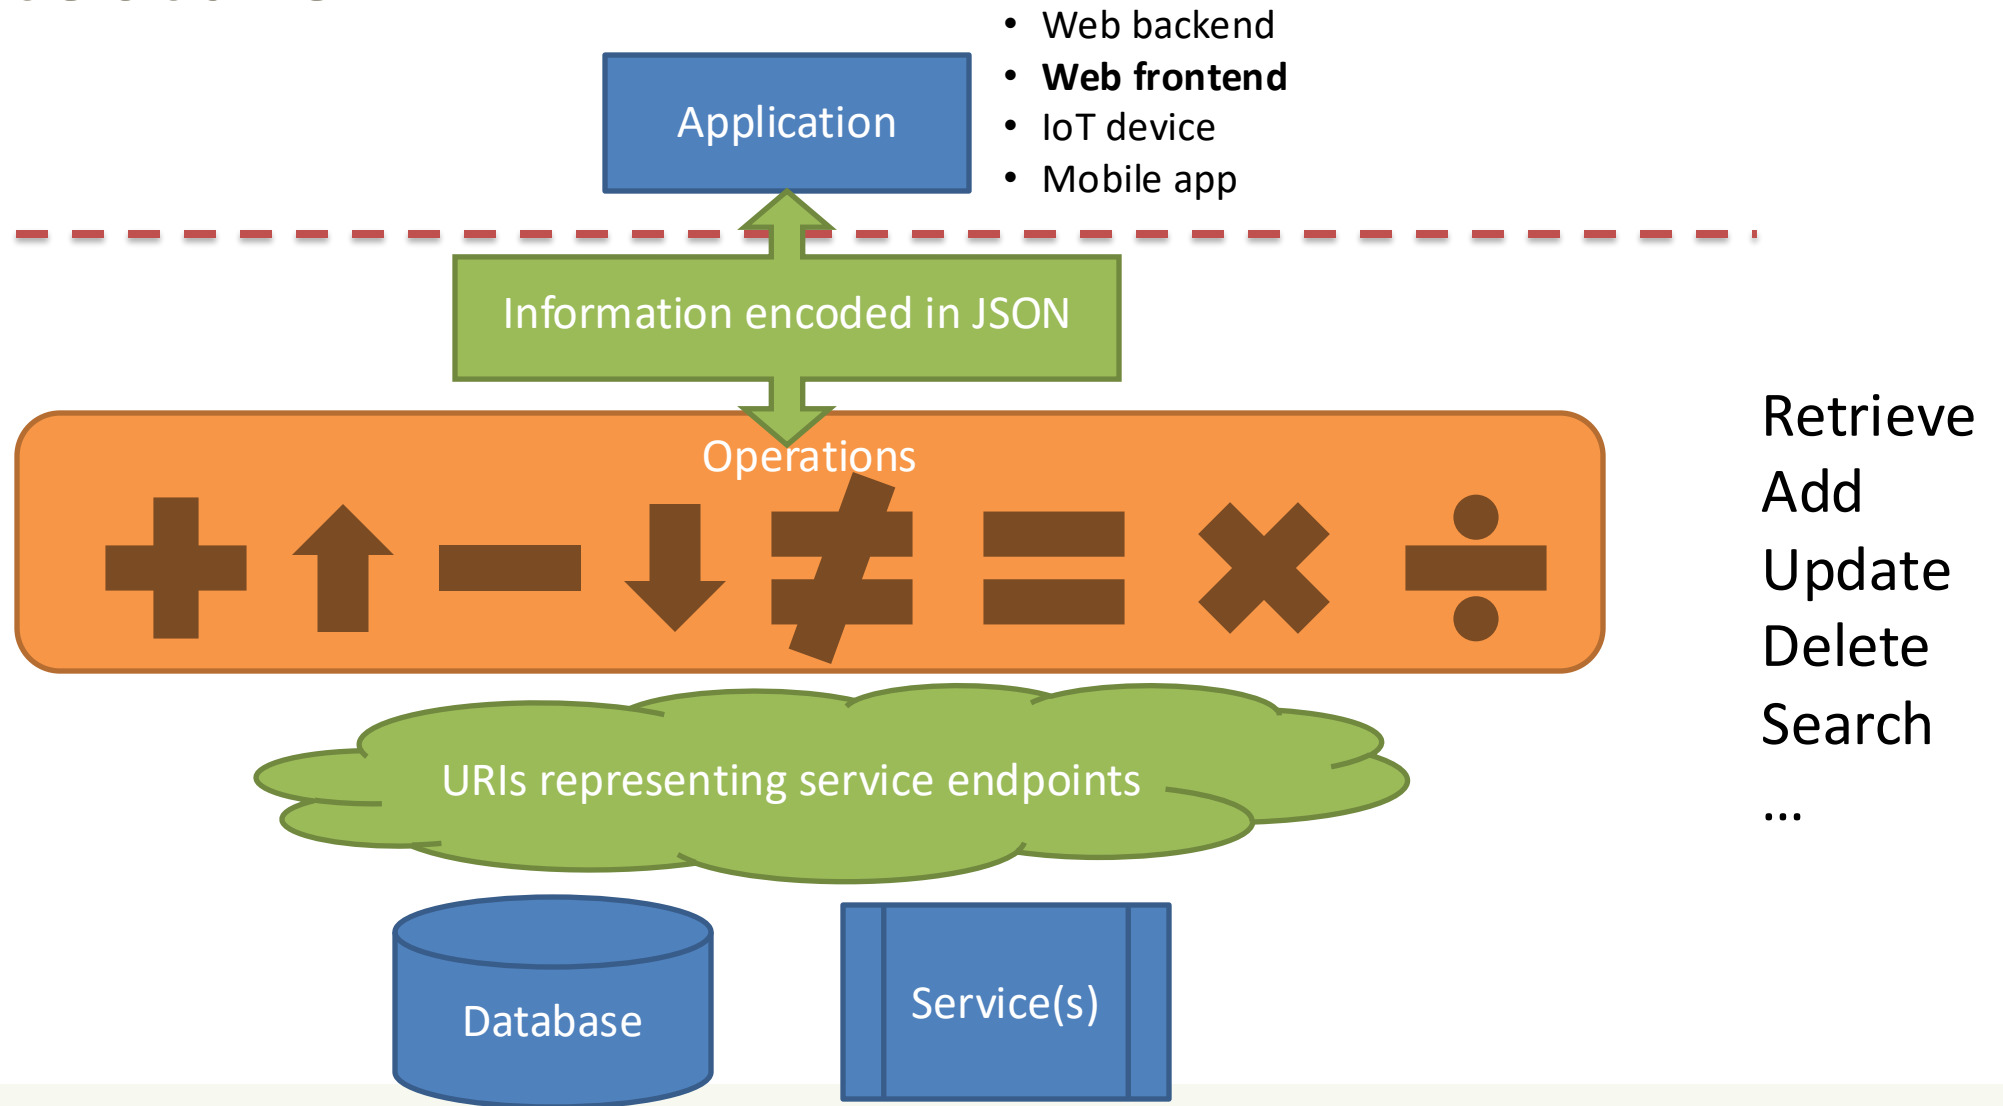 • Web backend
• Web frontend
• IoT device
• Mobile app
Application
Information encoded in JSON
Operations
Retrieve
Add
Update
Delete
Search
...
URIs representing service endpoints
Database
Service(s)